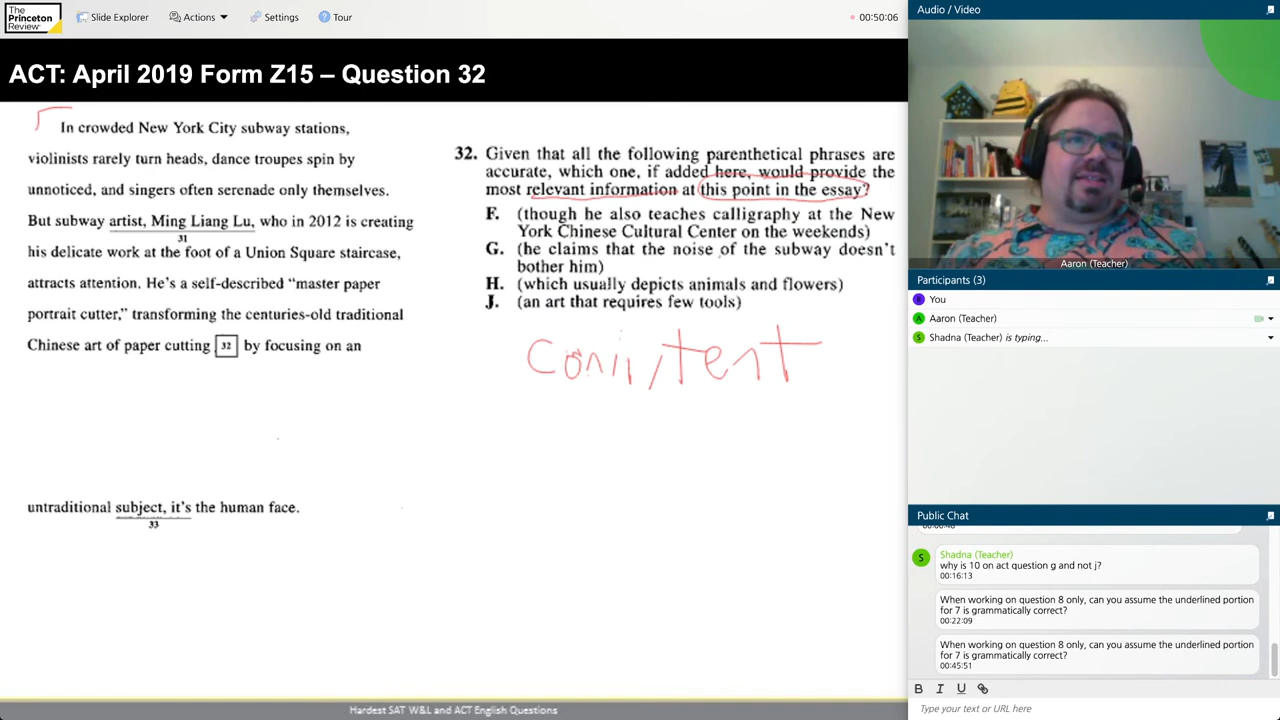 The
Princeton
Review
Slide Explorer
Actions
Settings
Tour
00:50:06
Audio / Video
ACT: April 2019 Form Z15 – Question 32
In crowded New York City subway stations,
violinists rarely turn heads, dance troupes spin by
unnoticed, and singers often serenade only themselves.
But subway artist, Ming Liang Lu, who in 2012 is creating
31
his delicate work at the foot of a Union Square staircase,
attracts attention. He's a self-described “master paper
portrait cutter,” transforming the centuries-old traditional
Chinese art of paper cutting 32 by focusing on an
untraditional subject, it's the human face.
33
32. Given that all the following parenthetical phrases are
accurate, which one, if added here, would provide the
most relevant information at this point in the essay?
F. (though he also teaches calligraphy at the New
York Chinese Cultural Center on the weekends)
G. (he claims that the noise of the subway doesn't
bother him)
H. (which usually depicts animals and flowers)
J. (an art that requires few tools)
consistent
Hardest SAT W&L and ACT English Questions
Aaron (Teacher)
Participants (3)
You
A Aaron (Teacher)
S Shadna (Teacher) is typing...
Public Chat
S
Shadna (Teacher)
why is 10 on act question g and not j?
00:16:13
When working on question 8 only, can you assume the underlined portion
for 7 is grammatically correct?
00:22:09
When working on question 8 only, can you assume the underlined portion
for 7 is grammatically correct?
00:45:51
B I U
Type your text or URL here